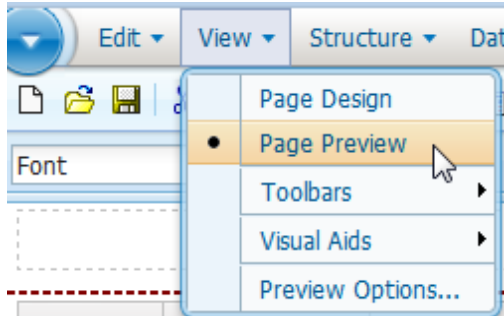 Edit View Structure Dat
Page Design
Page Preview
Font
Toolbars
Visual Aids
Preview Options...